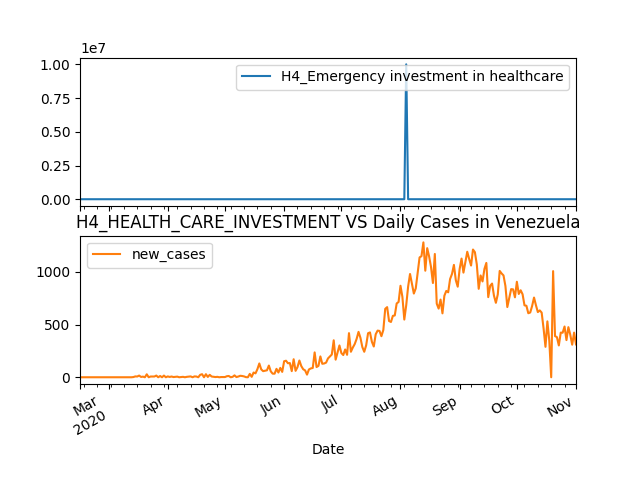 1e7
1.00
H4_Emergency investment in healthcare
0.75
0.50
0.25
0.00
H4_HEALTH_CARE_INVESTMENT VS Daily Cases in Venezuela
new_cases
1000
500
0
Mar
2020
Apr
May
Jun
Jul
Aug
Sep
Oct
Nov
Date